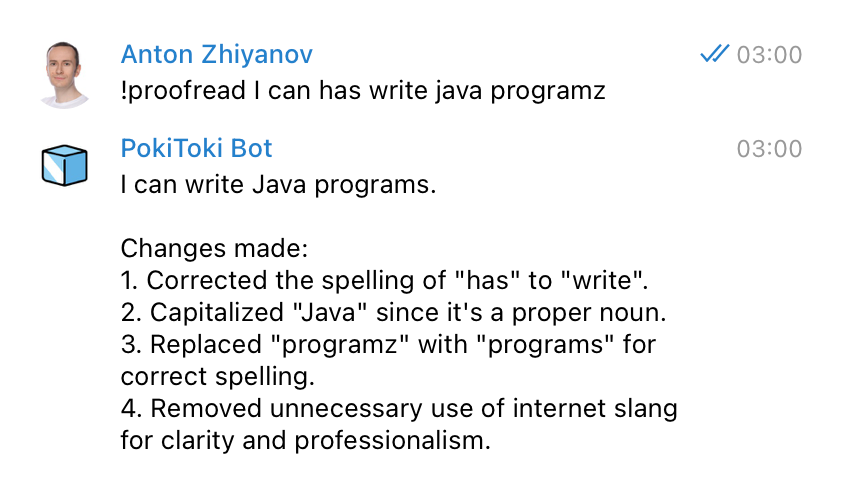 Anton Zhiyanov 03:00
!proofread I can has write java programz
PokiToki Bot 03:00
I can write Java programs.
Changes made:
1. Corrected the spelling of "has" to "write".
2. Capitalized "Java" since it's a proper noun.
3. Replaced "programz" with "programs" for
correct spelling.
4. Removed unnecessary use of internet slang
for clarity and professionalism.